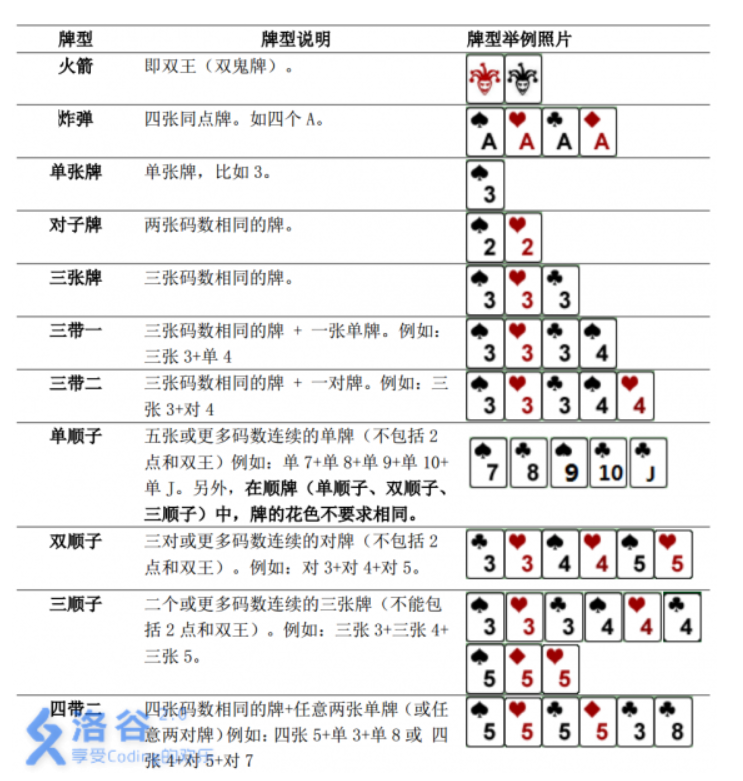 牌型 牌型说明 牌型举例照片
火箭 即双王（双鬼牌）。
炸弹 四张同点牌。如四个 A。
A A A A
单张牌 单张牌，比如 3。
3
对子牌 两张码数相同的牌。
2 2
三张牌 三张码数相同的牌。
3 3 3
三带一 三张码数相同的牌 + 一张单牌。例如：
三张 3+单 4
3 3 3 4
三带二 三张码数相同的牌 + 一对牌。例如：三
张 3+对 4
3 3 3 4 4
单顺子 五张或更多码数连续的单牌（不包括 2
点和双王）例如：单 7+单 8+单 9+单 10+
单 J。另外，在顺牌（单顺子、双顺子、
三顺子）中，牌的花色不要求相同。
7 8 9 10 J
双顺子 三对或更多码数连续的对牌（不包括 2
点和双王）。例如：对 3+对 4+对 5。
3 3 4 4 5 5
三顺子 二个或更多码数连续的三张牌（不能包
括 2 点和双王）。例如：三张 3+三张 4+
三张 5。
3 3 3 4 4 4
5 5 5
四带二 四张码数相同的牌+任意两张单牌（或任
意两对牌）例如：四张 5+单 3+单 8 或 四
张 4+对 5+对 7
5 5 5 5 3 8
洛谷 2.0
享受Coding的欢乐